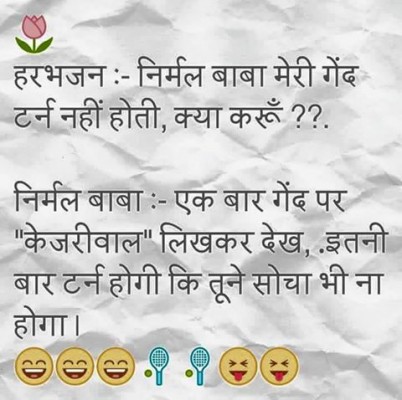 हरभजन :- निर्मल बाबा मेरी गेंद
टर्न नहीं होती, क्या करूँ ??.
निर्मल बाबा :- एक बार गेंद पर
"केजरीवाल" लिखकर देख, .इतनी
बार टर्न होगी कि तूने सोचा भी ना
होगा।